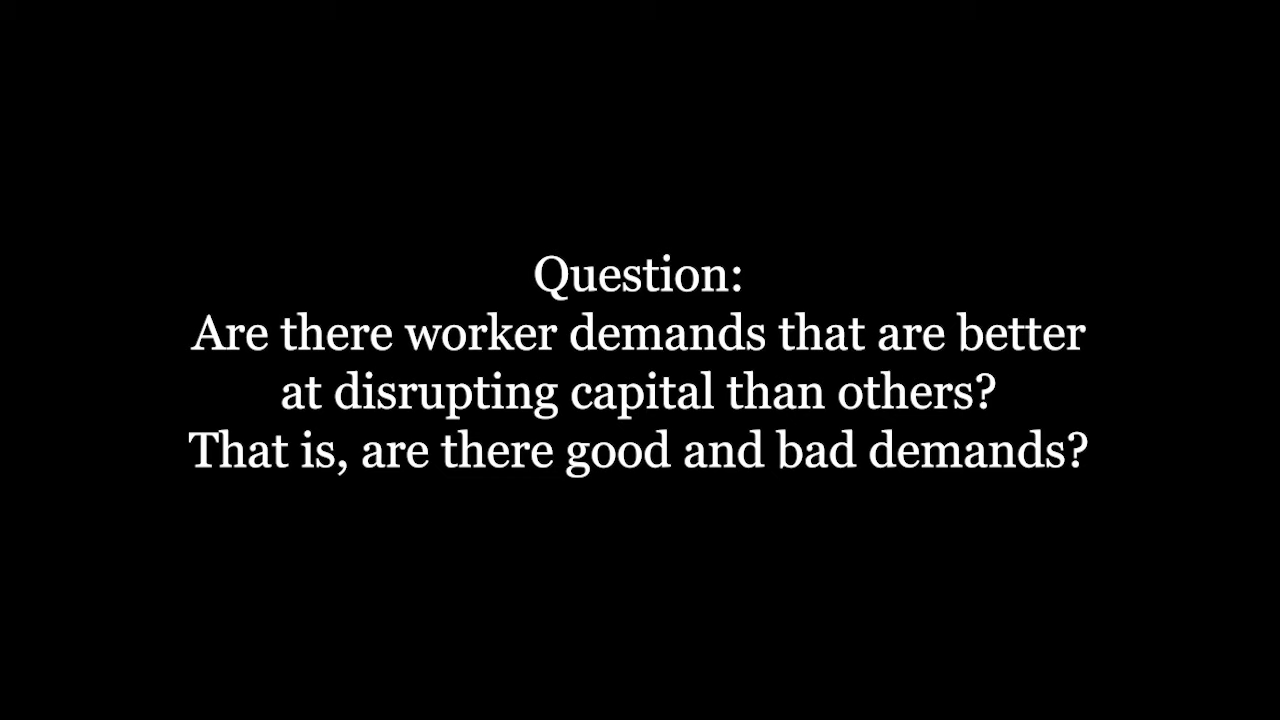 Question:
Are there worker demands that are better
at disrupting capital than others?
That is, are there good and bad demands?